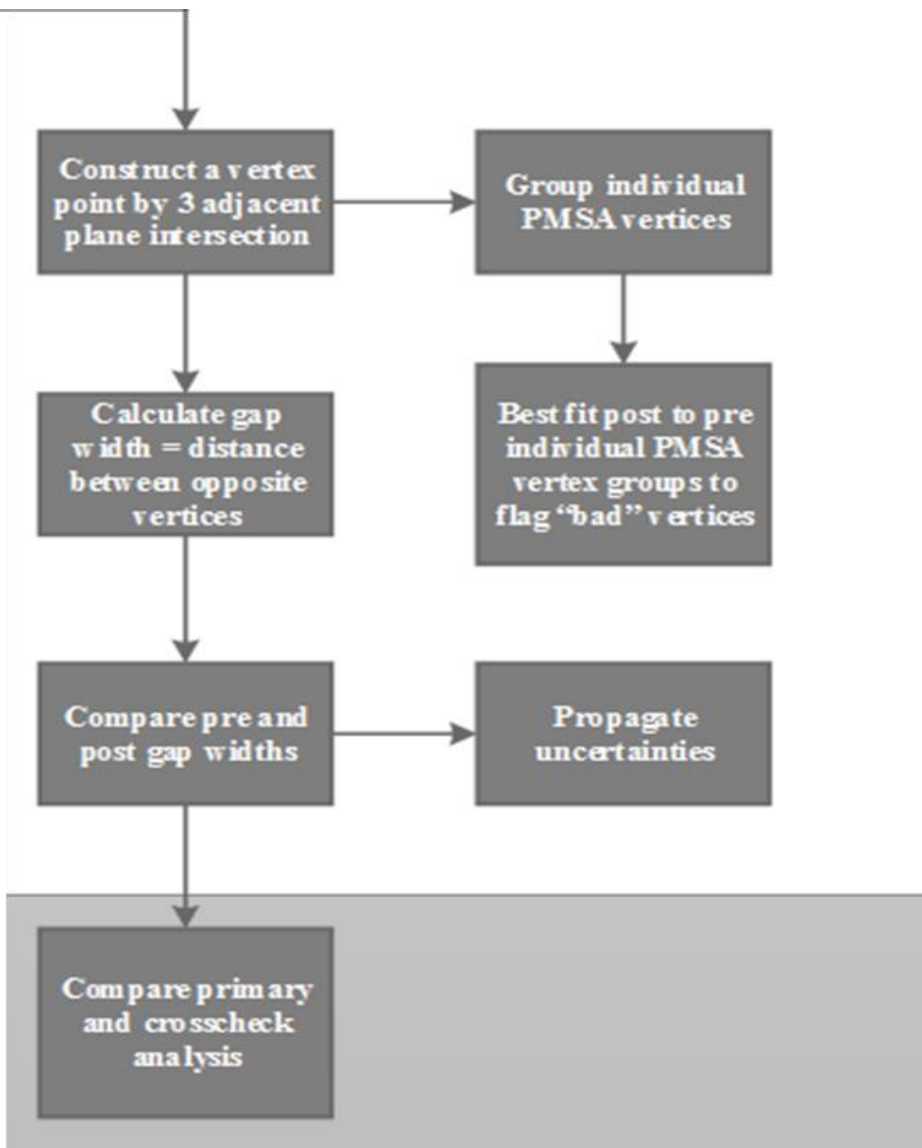 Construct a vertex
point by 3 adjacent
plane intersection
Group individual
PMSA vertices
Calculate gap
width = distance
between opposite
vertices
Best fit post to pre
individual PMSA
vertex groups to
flag “bad” vertices
Compare pre and
post gap widths
Propagate
uncertainties
Compare primary
and crosscheck
analysis